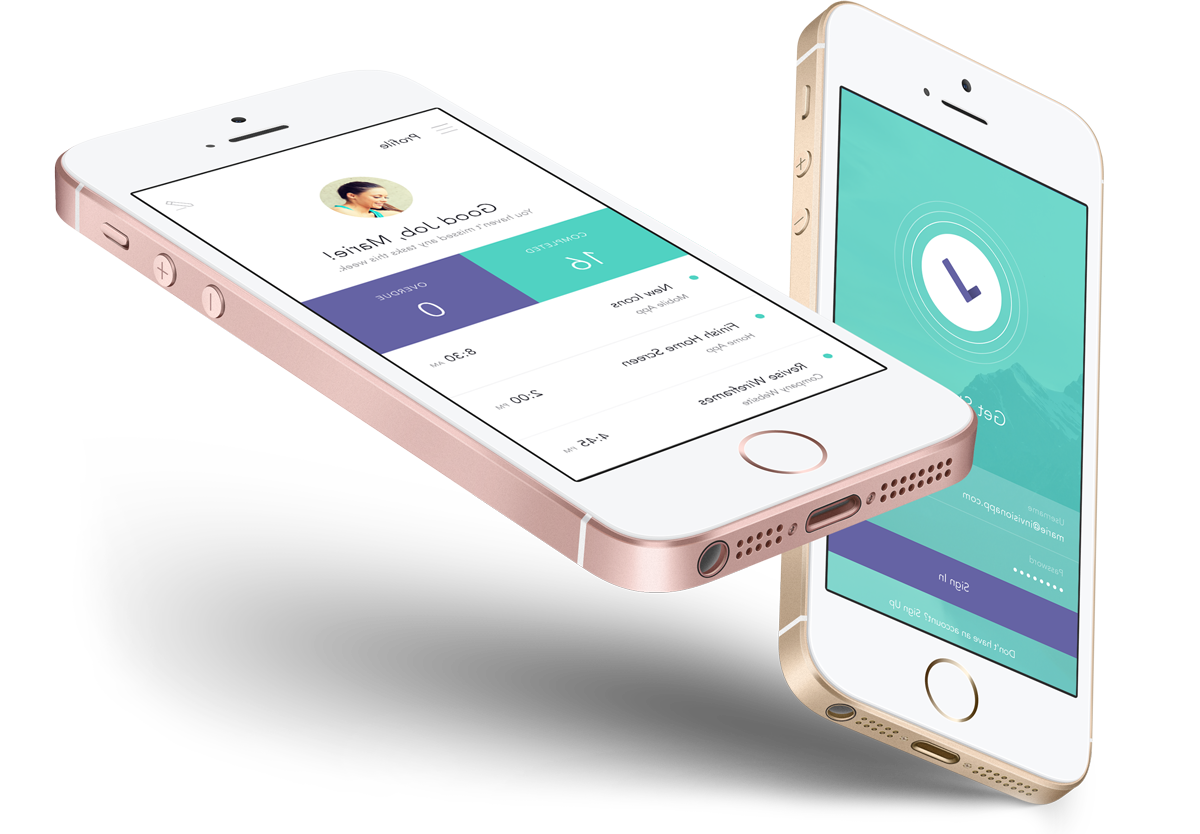 Profile
Good Job, Marie!
You haven't missed any tasks this week.
COMPLETED
16
OVERDUE
0
New Icons
Mobile App
8:30 AM
Finish Home Screen
Home App
2:00 PM
Revise Wireframes
Company Website
4:45 PM
Get
Username
marie@invisionapp.com
Password
Sign In
Don't have an account? Sign Up